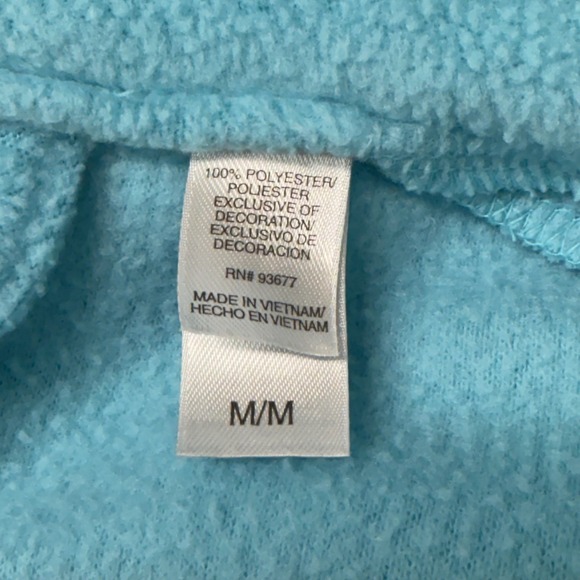 100% POLYESTER/
POLIESTER
EXCLUSIVE OF
DECORATION/
EXCLUSIVO DE
DECORACION
RN# 93677
MADE IN VIETNAM/
HECHO EN VIETNAM
M/M